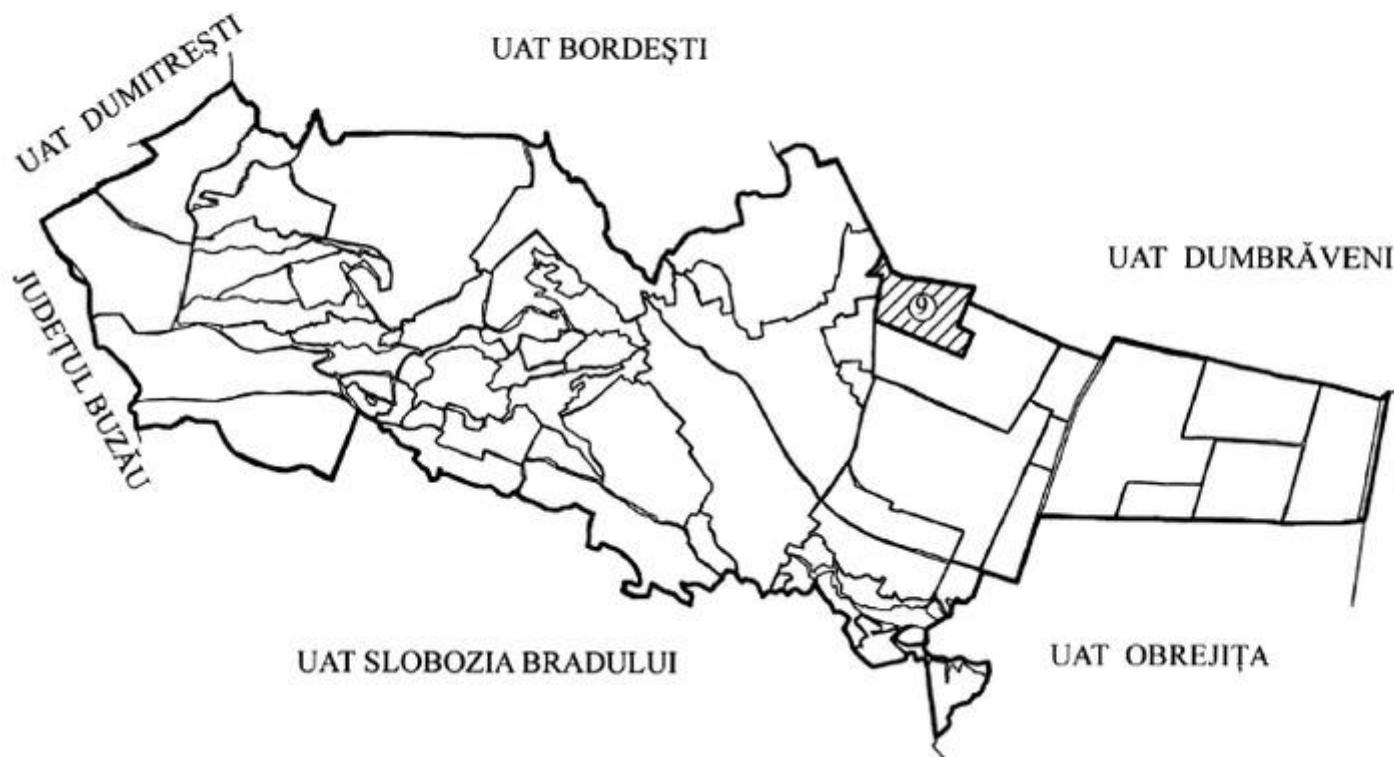 UAT BORDEȘTI
UAT DUMITREȘTI
UAT DUMBRĂVENI
JUDEȚUL BUZĂU
9
UAT SLOBOZIA BRADULUI
UAT OBREJIȚA